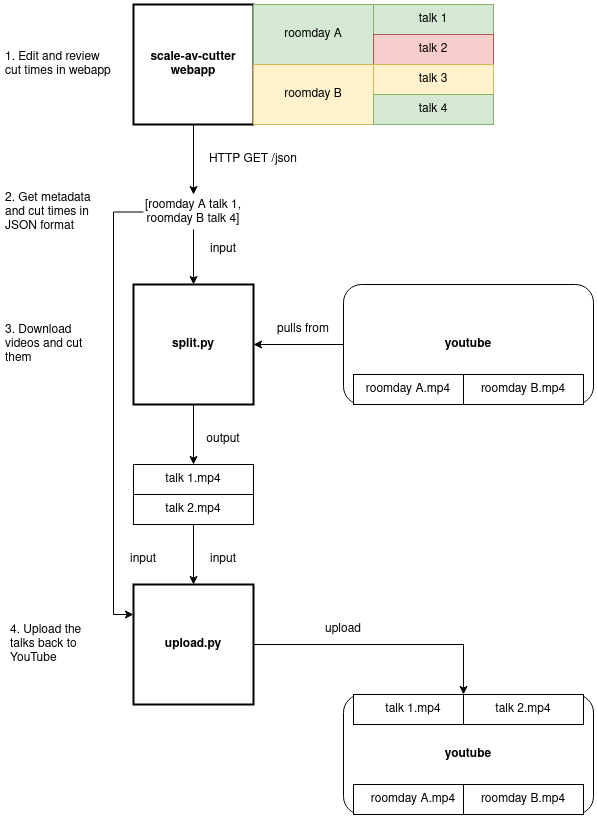 1. Edit and review
cut times in webapp
scale-av-cutter
webapp
roomday A
talk 1
talk 2
roomday B
talk 3
talk 4
HTTP GET /json
2. Get metadata
and cut times in
JSON format
[roomday A talk 1,
roomday B talk 4]
input
3. Download
videos and cut
them
split.py
pulls from
youtube
roomday A.mp4
roomday B.mp4
output
talk 1.mp4
talk 2.mp4
input
input
4. Upload the
talks back to
YouTube
upload.py
upload
talk 1.mp4
talk 2.mp4
youtube
roomday A.mp4
roomday B.mp4